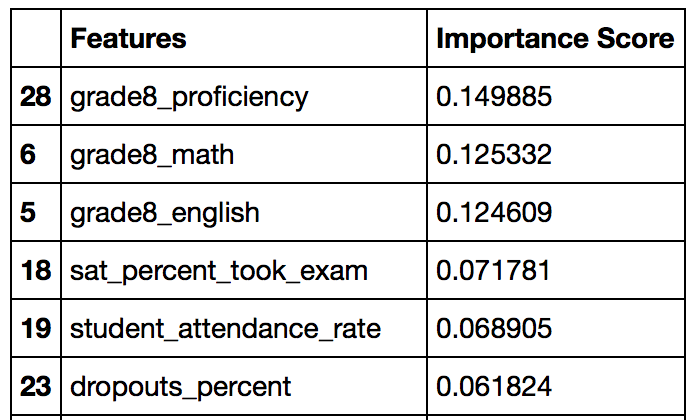 Features Importance Score
28 grade8_proficiency 0.149885
6 grade8_math 0.125332
5 grade8_english 0.124609
18 sat_percent_took_exam 0.071781
19 student_attendance_rate 0.068905
23 dropouts_percent 0.061824